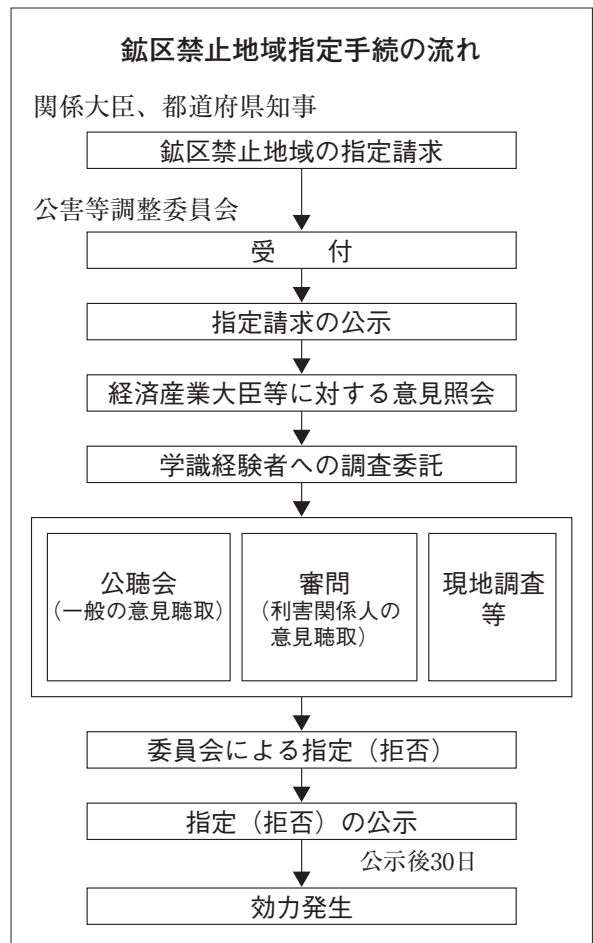 鉱区禁止地域指定手続の流れ
関係大臣、都道府県知事
鉱区禁止地域の指定請求
公害等調整委員会
受　　付
指定請求の公示
経済産業大臣等に対する意見照会
学識経験者への調査委託
公聴会
（一般の意見聴取）
審問
（利害関係人の
意見聴取）
現地調査
等
委員会による指定（拒否）
指定（拒否）の公示
公示後30日
効力発生